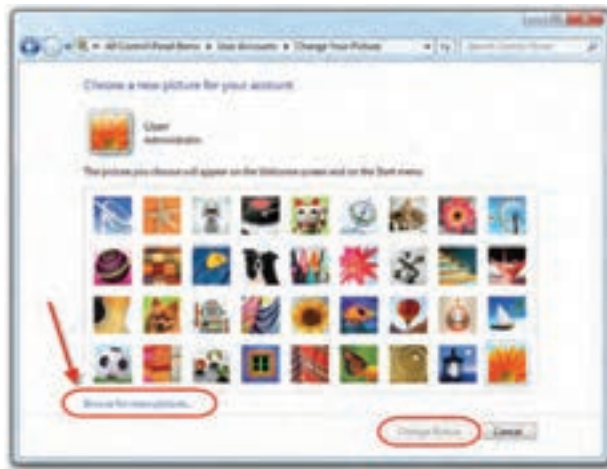 All Control Panel Items ▸ User Accounts ▸ Change Your Picture
Search Control Panel
Choose a new picture for your account
User
Administrator
The picture you choose will appear on the Welcome screen and on the Start menu.
Browse for more pictures...
Change Picture
Cancel